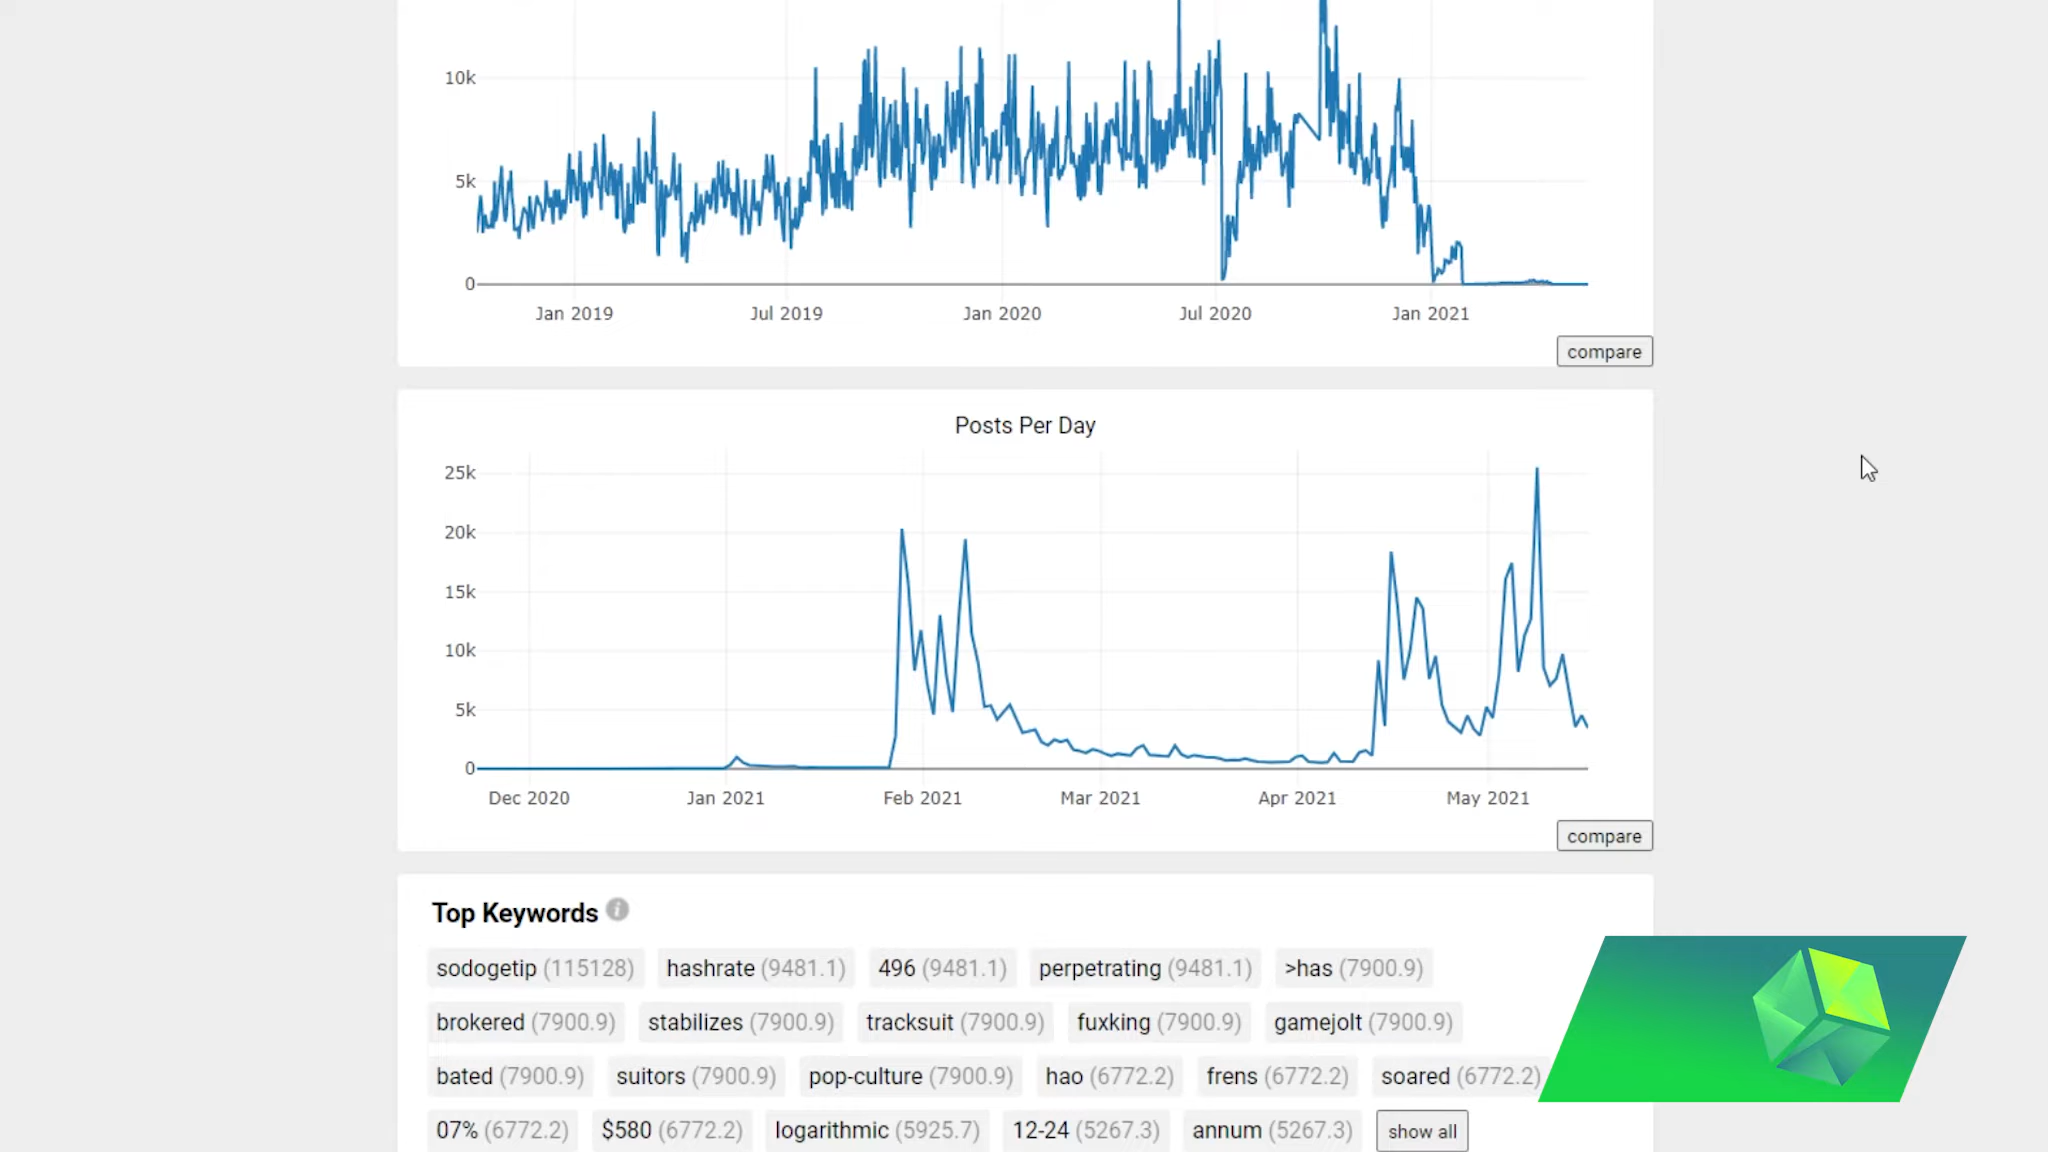 10k
5k
0
Jan 2019 Jul 2019 Jan 2020 Jul 2020 Jan 2021
compare
Posts Per Day
25k
20k
15k
10k
5k
0
Dec 2020 Jan 2021 Feb 2021 Mar 2021 Apr 2021 May 2021
compare
Top Keywords i
sodogetip (115128) hashrate (9481.1) 496 (9481.1) perpetrating (9481.1) >has (7900.9)
brokered (7900.9) stabilizes (7900.9) tracksuit (7900.9) fuxking (7900.9) gamejolt (7900.9)
bated (7900.9) suitors (7900.9) pop-culture (7900.9) hao (6772.2) frens (6772.2) soared (6772.2)
07% (6772.2) $580 (6772.2) logarithmic (5925.7) 12-24 (5267.3) annum (5267.3) show all